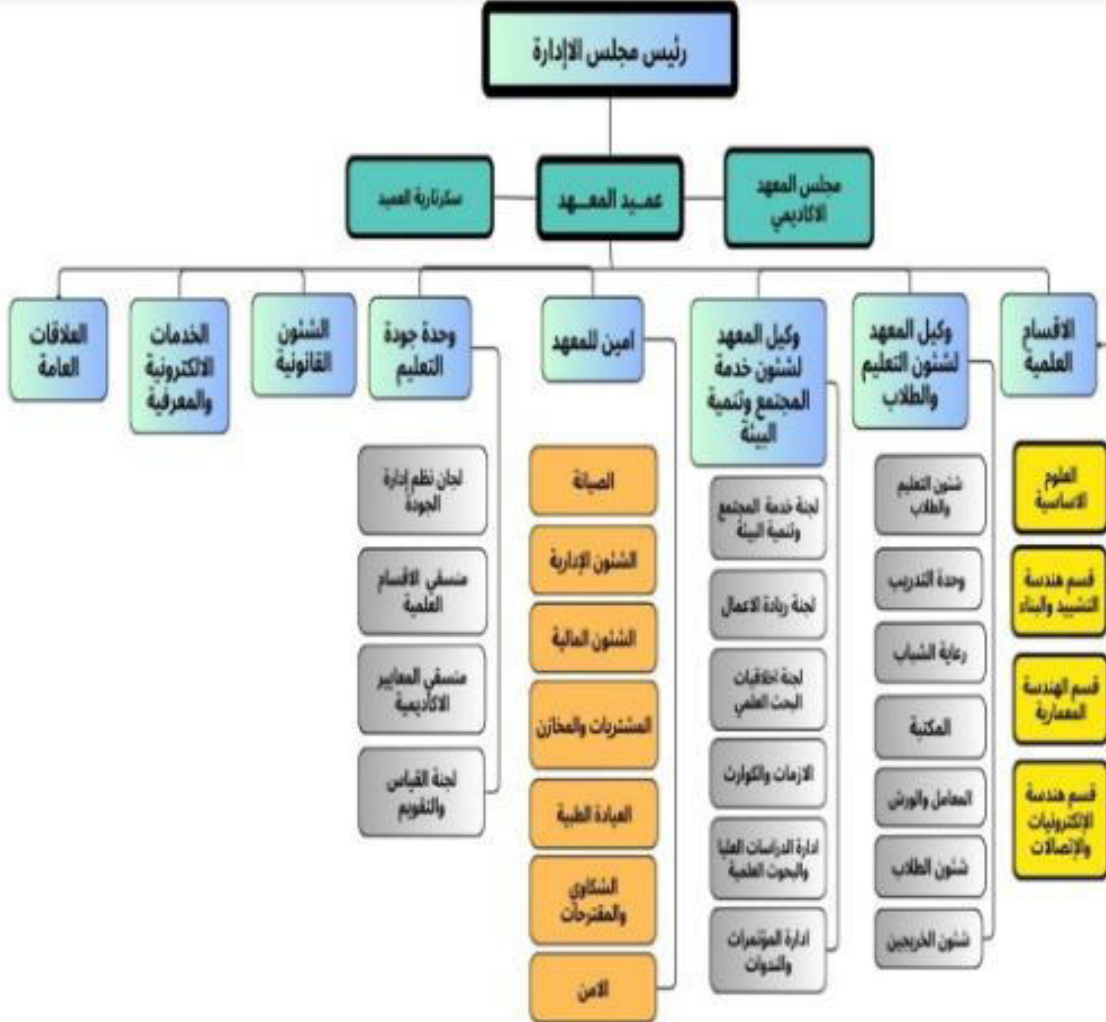 رئيس مجلس الاإدارة
مجلس المعهد
الاكاديمي
عمـيد المعـــهد
سكرتارية العميد
الاقسام
العلمية
وكيل المعهد
لشئون التعليم
والطلاب
وكيل المعهد
لشئون خدمة
المجتمع وتنمية
البيئة
امين للمعهد
وحدة جودة
التعليم
الشئون
القانونية
الخدمات
الالكترونية
والمعرفية
العلاقات
العامة
العلوم
الاساسية
قسم هندسة
التشييد والبناء
قسم الهندسة
المعمارية
قسم هندسة
الإلكترونيات
والإتصالات
شئون التعليم
والطلاب
وحدة التدريب
رعاية الشباب
المكتبة
المعامل والورش
شئون الطلاب
شئون الخريجين
لجنة خدمة المجتمع
وتنمية البيئة
لجنة ريادة الاعمال
لجنة اخلاقيات
البحث العلمي
الازمات والكوارث
ادارة الدراسات العليا
والبحوث العلمية
ادارة المؤتمرات
والندوات
الصيانة
الشئون الإدارية
الشئون المالية
المشتريات والمخازن
العيادة الطبية
الشكاوي
والمقترحات
الامن
لجان نظم إدارة
الجودة
منسقي الاقسام
العلمية
منسقي المعايير
الاكاديمية
لجنة القياس
والتقويم